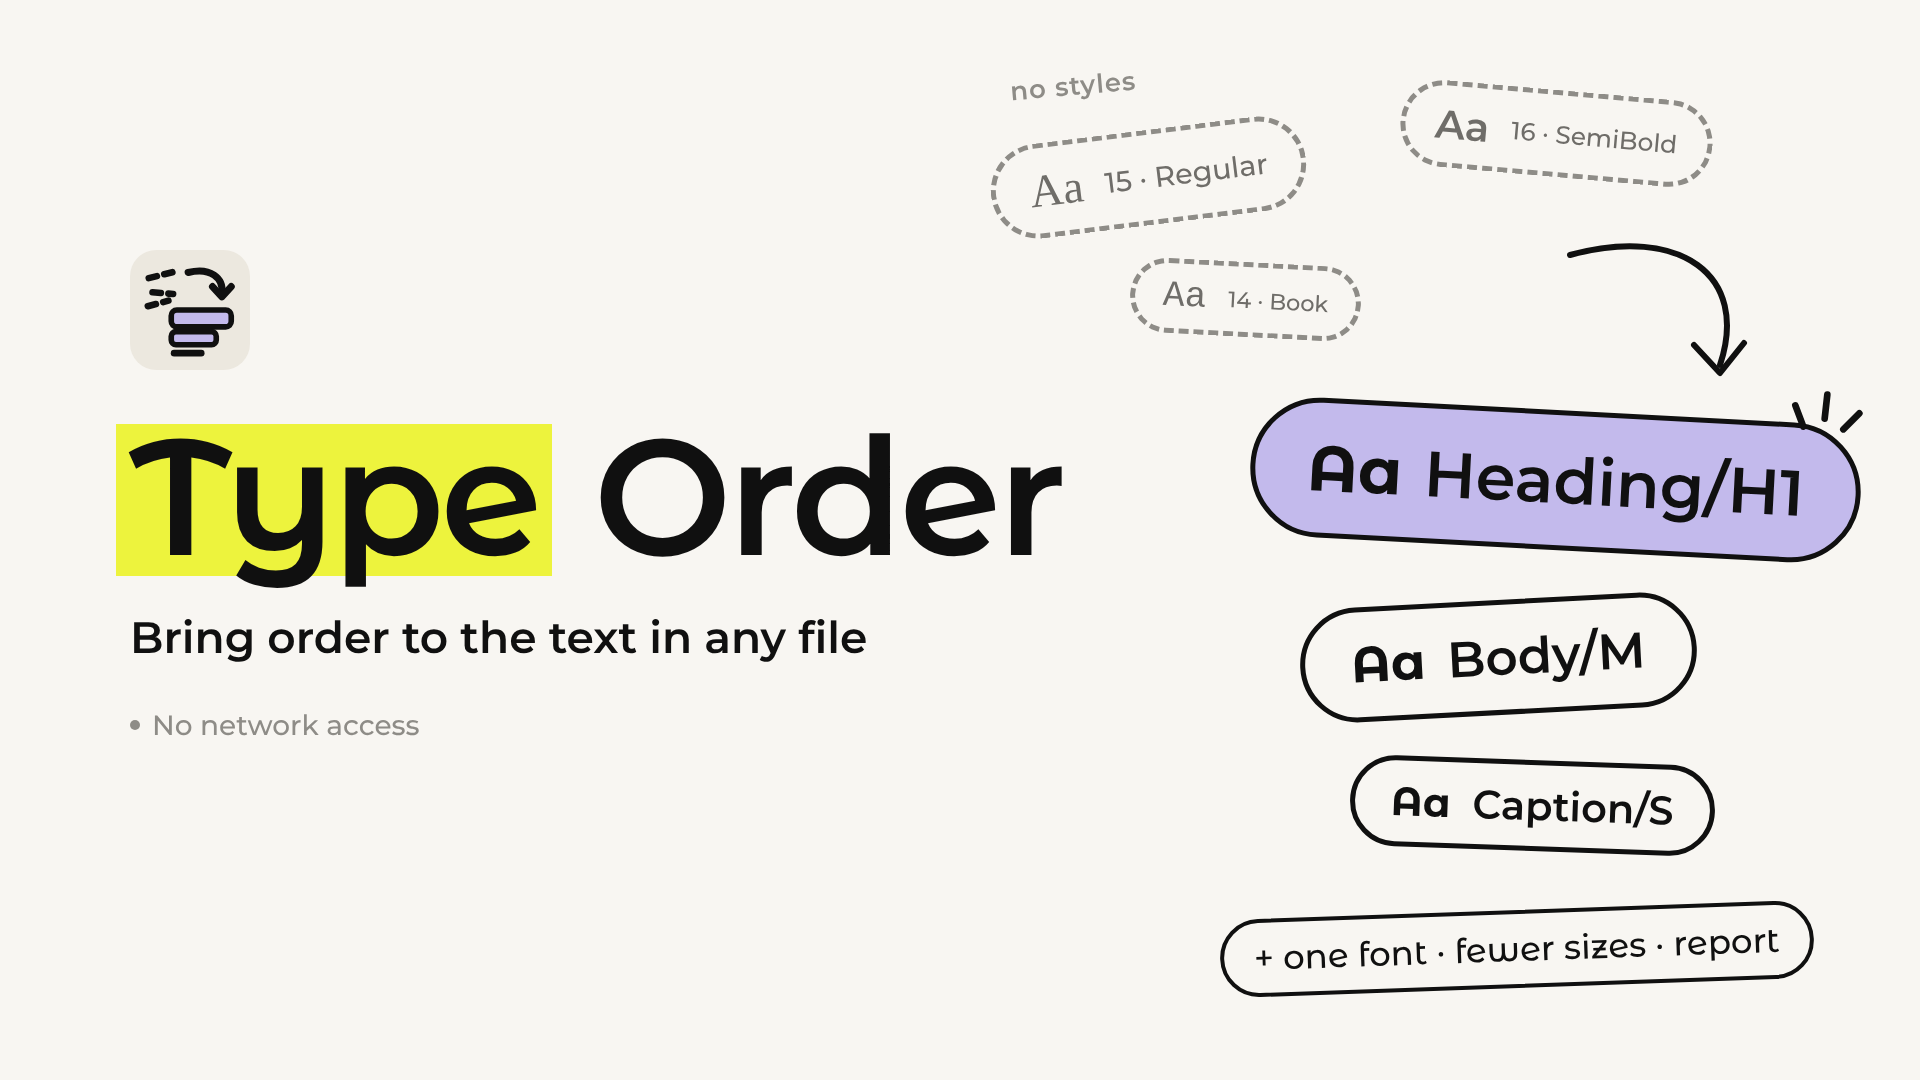 no styles
Aa 15 · Regular
Aa 16 · SemiBold
Aa 14 · Book
Type Order
Bring order to the text in any file
• No network access
Aa Heading/H1
Aa Body/M
Aa Caption/S
+ one font · fewer sizes · report